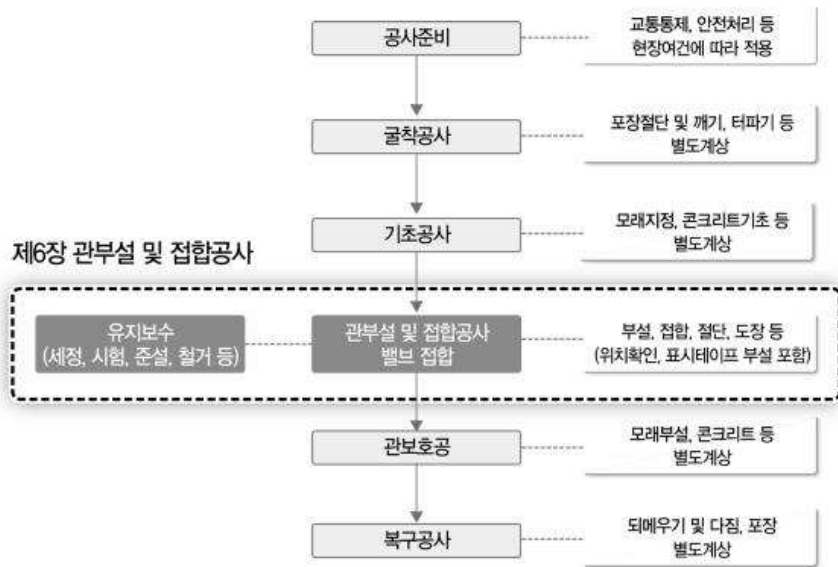 공사준비
교통통제, 안전처리 등
현장여건에 따라 적용
굴착공사
포장절단 및 깨기, 터파기 등
별도계상
기초공사
모래지정, 콘크리트기초 등
별도계상
제6장 관부설 및 접합공사
유지보수
(세정, 시험, 준설, 철거 등)
관부설 및 접합공사
밸브 접합
부설, 접합, 절단, 도장 등
(위치확인, 표시테이프 부설 포함)
관보호공
모래부설, 콘크리트 등
별도계상
복구공사
되메우기 및 다짐, 포장
별도계상